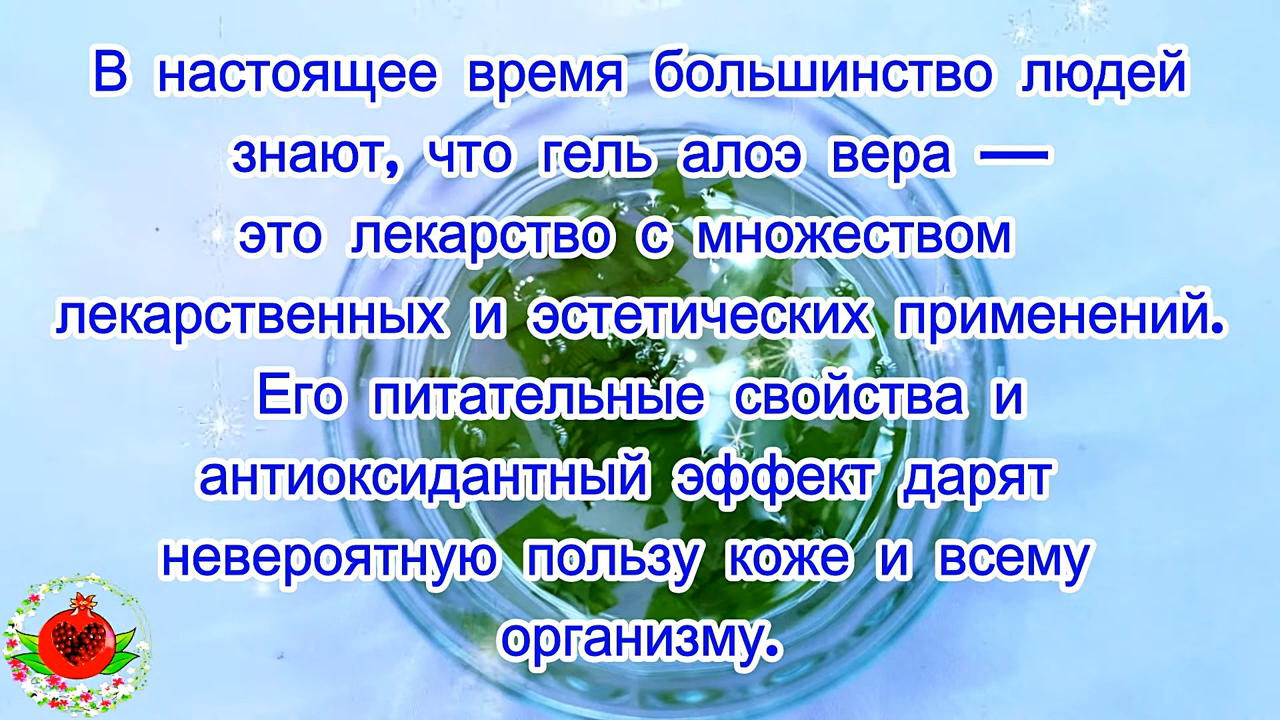 В настоящее время большинство людей
знают, что гель алоэ вера —
это лекарство с множеством
лекарственных и эстетических применений.
Его питательные свойства и
антиоксидантный эффект дарят
невероятную пользу коже и всему
организму.